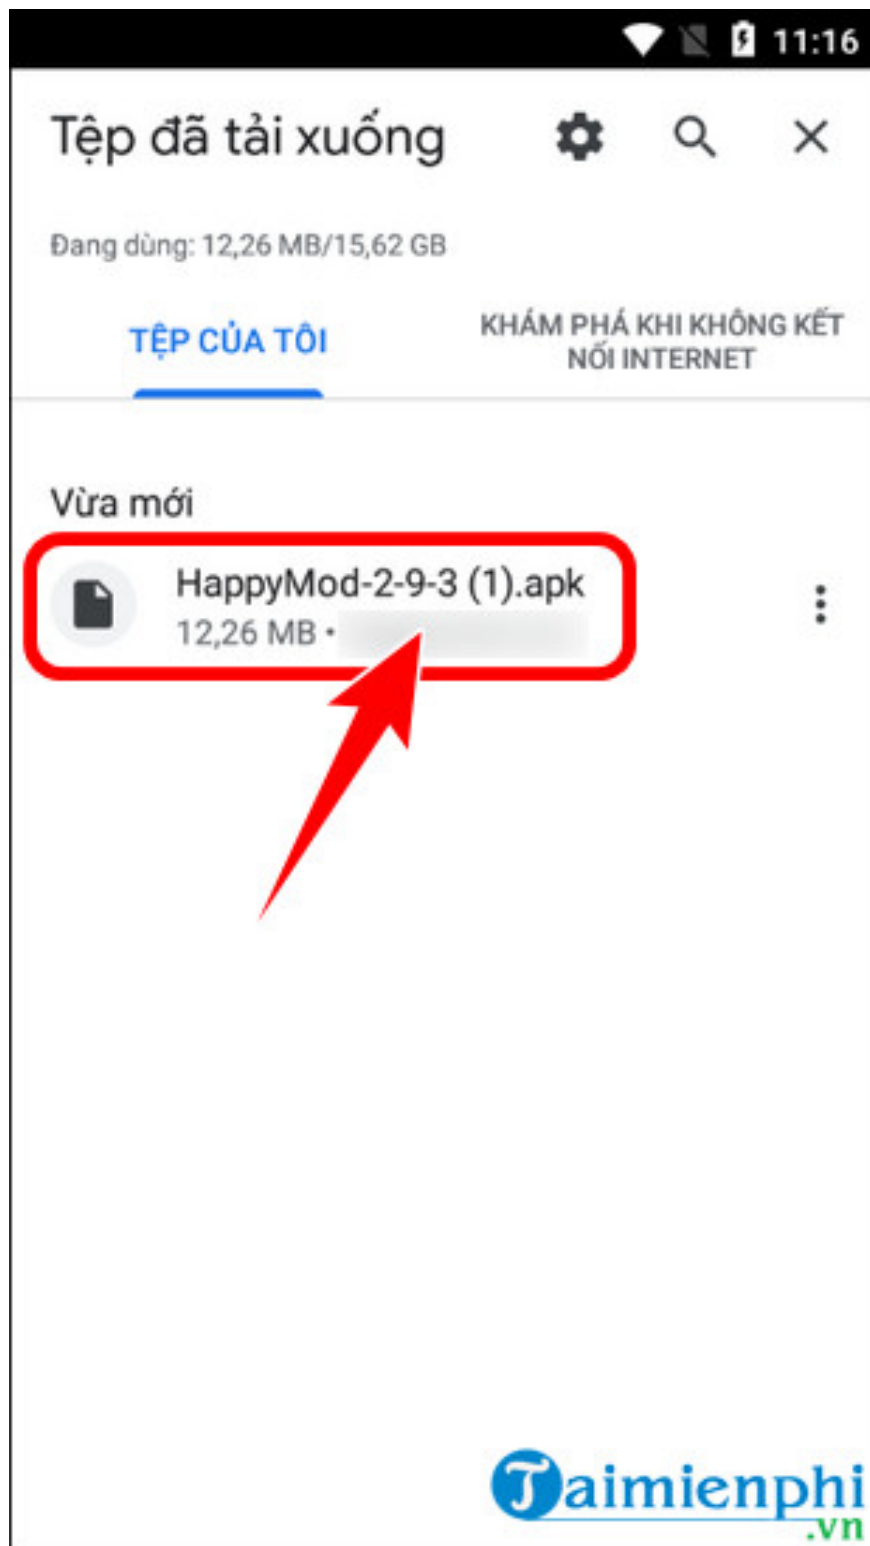 11:16
Tệp đã tải xuống
Đang dùng: 12,26 MB/15,62 GB
TỆP CỦA TÔI
KHÁM PHÁ KHI KHÔNG KẾT
NỐI INTERNET
Vừa mới
HappyMod-2-9-3 (1).apk
12,26 MB •
Taimienphi
.vn